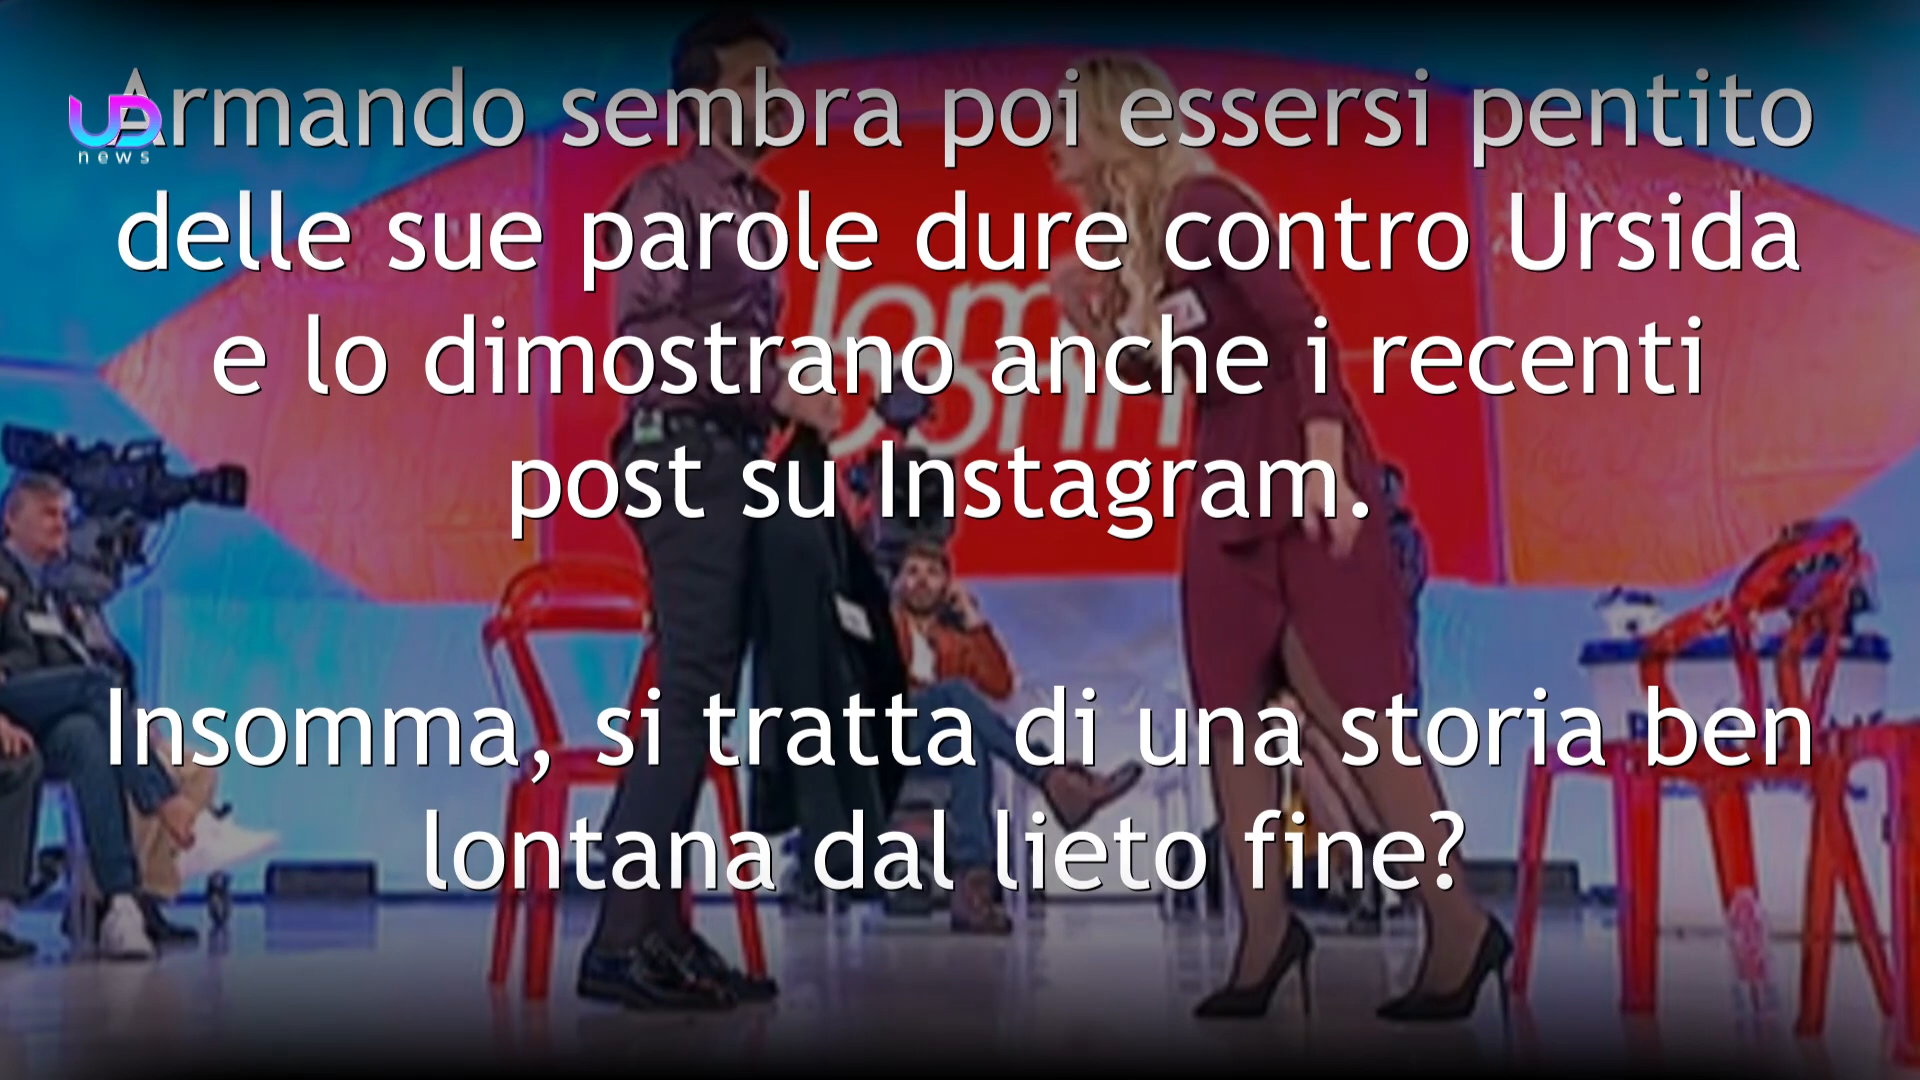 Armando sembra poi essersi pentito
UD
news
delle sue parole dure contro Ursida
e lo dimostrano anche i recenti
post su Instagram.
Insomma, si tratta di una storia ben
lontana dal lieto fine?